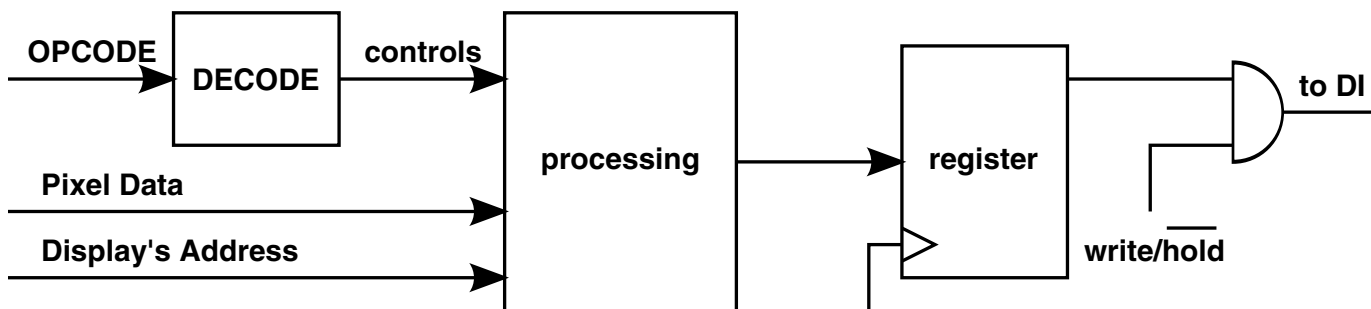 OPCODE
DECODE
controls
processing
register
to DI
Pixel Data
Display's Address
write/hold